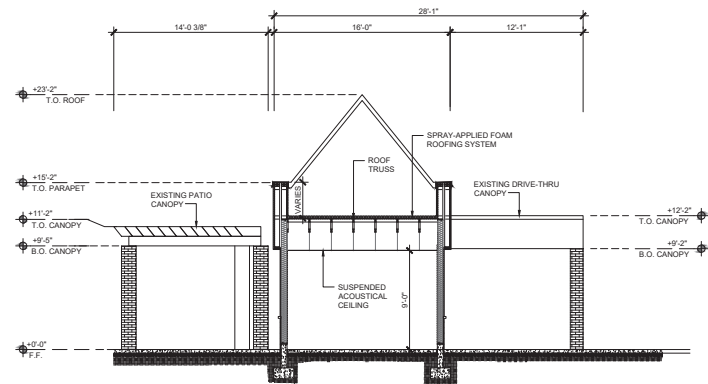 28'-1"
14'-0 3/8"
16'-0"
12'-1"
+23'-2"
T.O. ROOF
SPRAY-APPLIED FOAM
ROOFING SYSTEM
ROOF
TRUSS
+15'-2"
T.O. PARAPET
EXISTING PATIO
CANOPY
VARIES
EXISTING DRIVE-THRU
CANOPY
+11'-2"
T.O. CANOPY
+12'-2"
T.O. CANOPY
+9'-5"
B.O. CANOPY
+9'-2"
B.O. CANOPY
SUSPENDED
ACOUSTICAL
CEILING
9'-0"
+0'-0"
F.F.